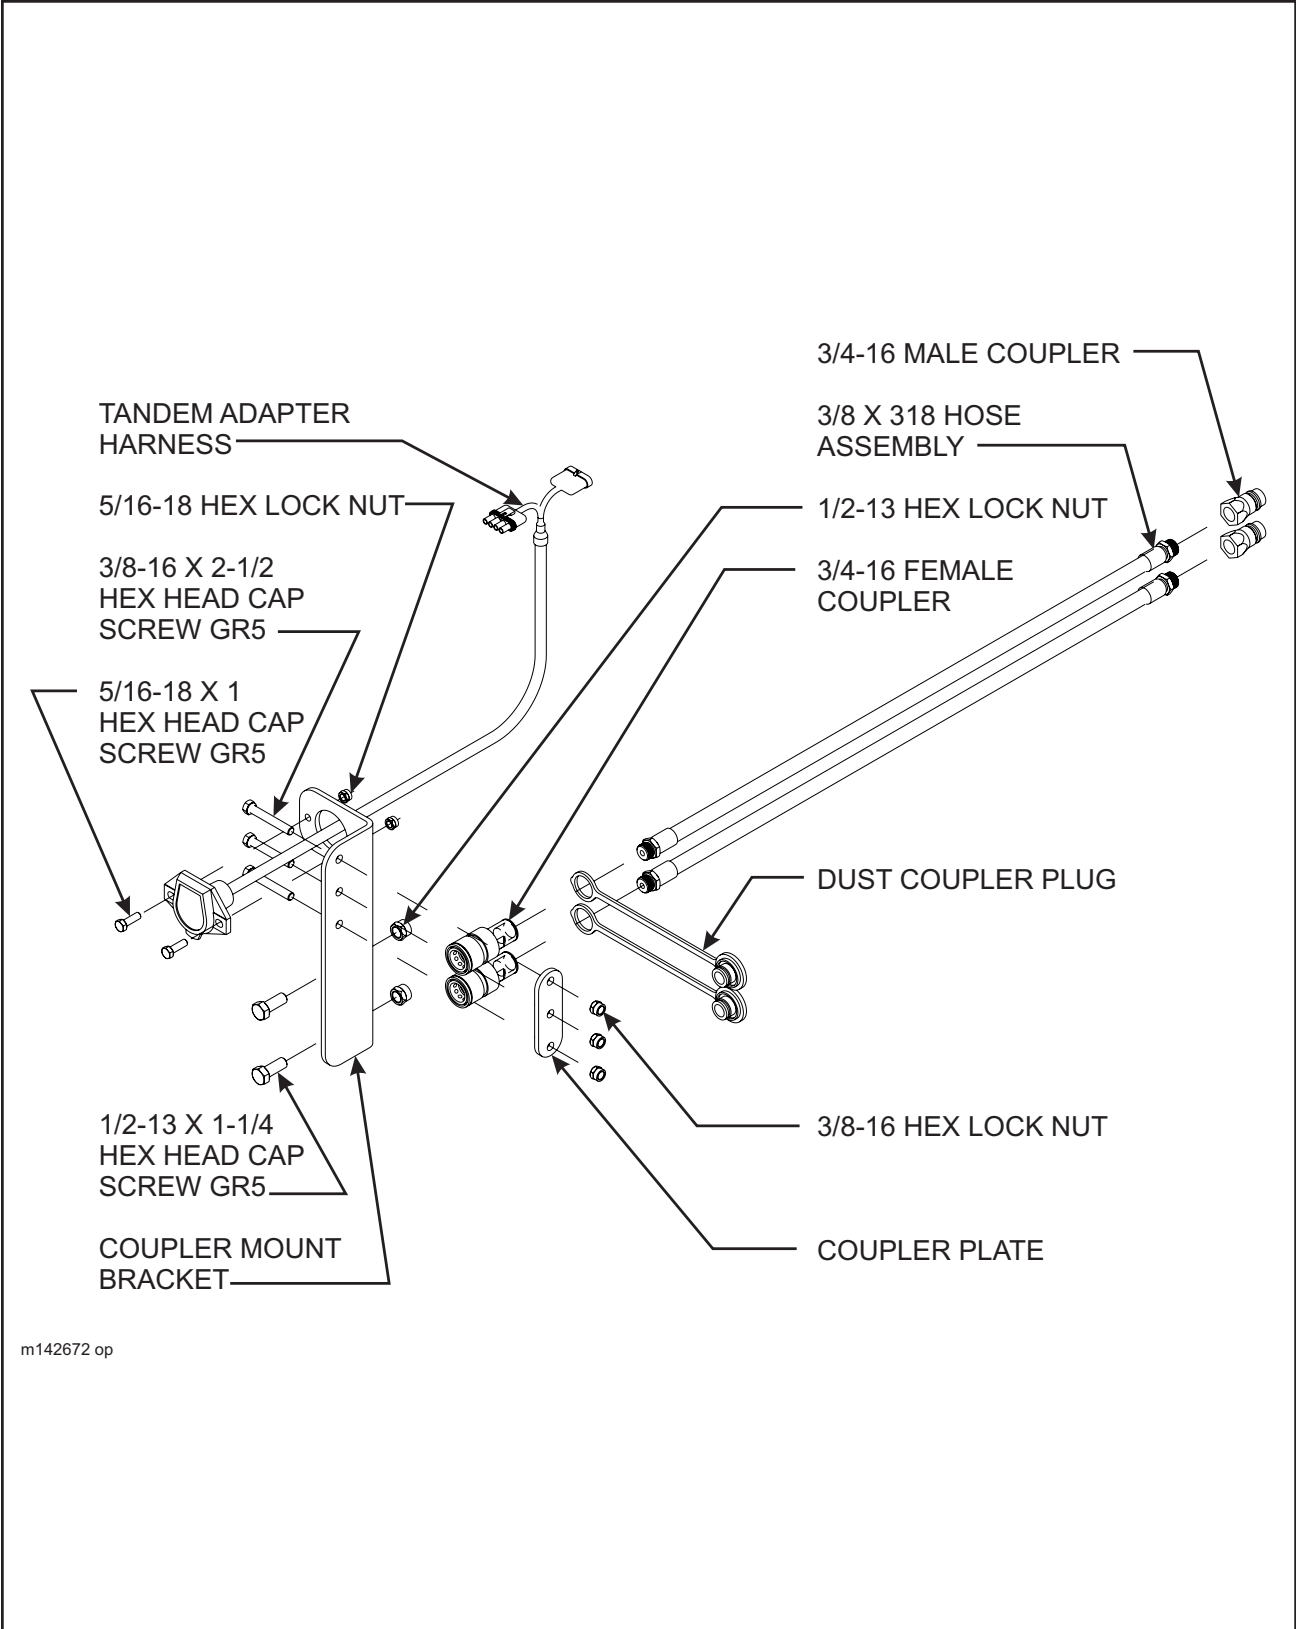 TANDEM ADAPTER
HARNESS
5/16-18 HEX LOCK NUT
3/8-16 X 2-1/2
HEX HEAD CAP
SCREW GR5
5/16-18 X 1
HEX HEAD CAP
SCREW GR5
1/2-13 X 1-1/4
HEX HEAD CAP
SCREW GR5
COUPLER MOUNT
BRACKET
3/4-16 MALE COUPLER
3/8 X 318 HOSE
ASSEMBLY
1/2-13 HEX LOCK NUT
3/4-16 FEMALE
COUPLER
DUST COUPLER PLUG
3/8-16 HEX LOCK NUT
COUPLER PLATE
m142672 op